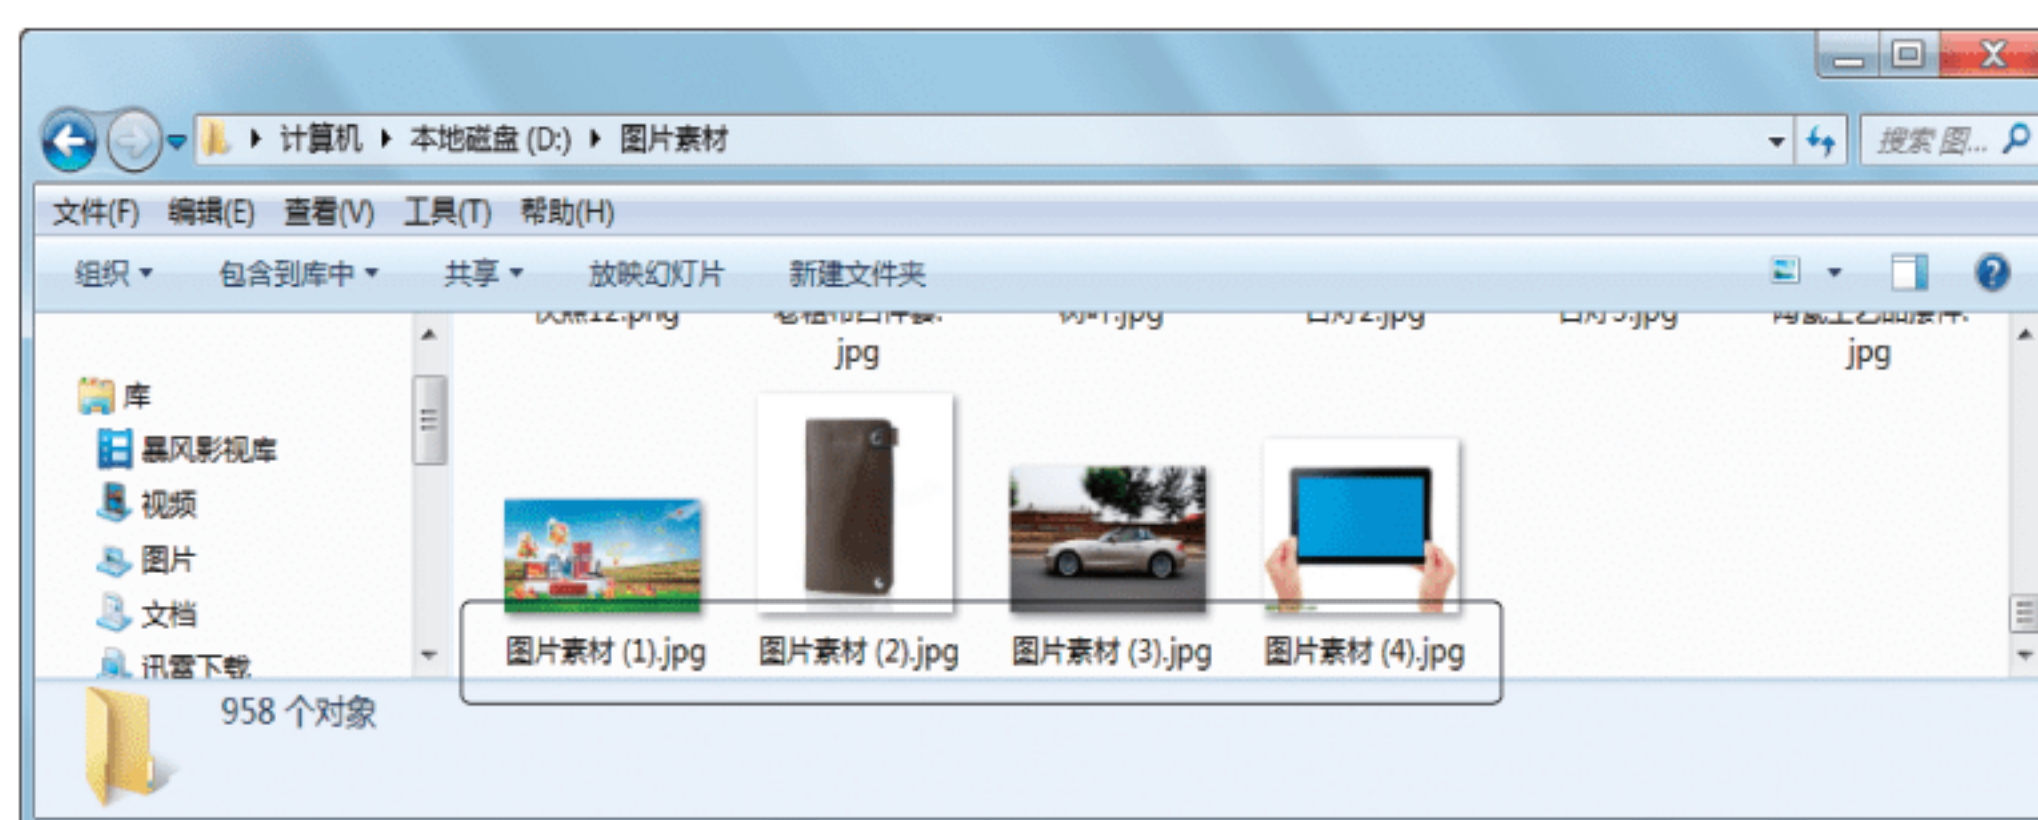 计算机 ▸ 本地磁盘 (D:) ▸ 图片素材
搜索 图...
文件(F) 编辑(E) 查看(V) 工具(T) 帮助(H)
组织 包含到库中 共享 放映幻灯片 新建文件夹
jpg
jpg
库
暴风影视库
视频
图片
文档
讯雷下载
图片素材 (1).jpg 图片素材 (2).jpg 图片素材 (3).jpg 图片素材 (4).jpg
958 个对象